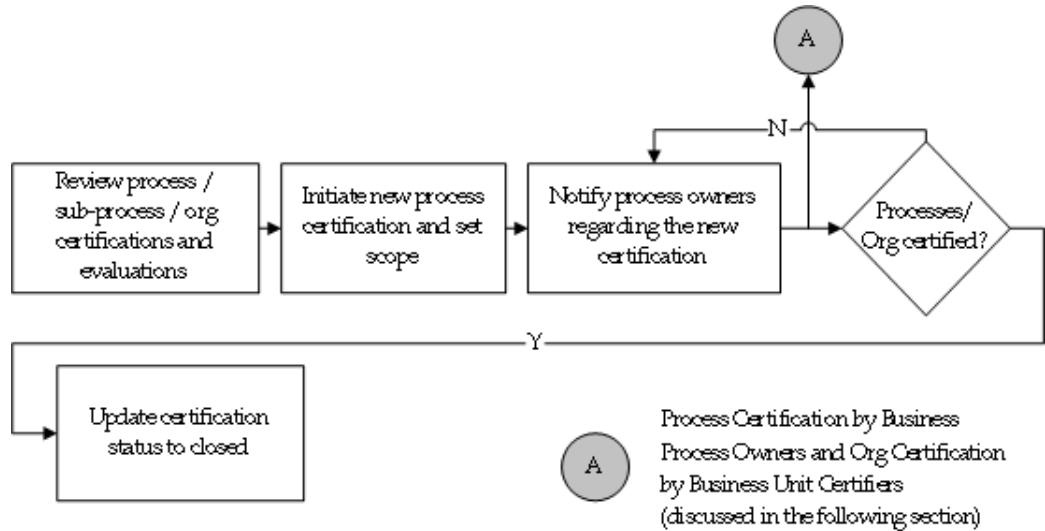 A
N
Review process /
sub-process / org
certifications and
evaluations
Initiate new process
certification and set
scope
Notify process owners
regarding the new
certification
Processes/
Org certified?
Y
Update certification
status to closed
A
Process Certification by Business
Process Owners and Org Certification
by Business Unit Certifiers
(discussed in the following section)